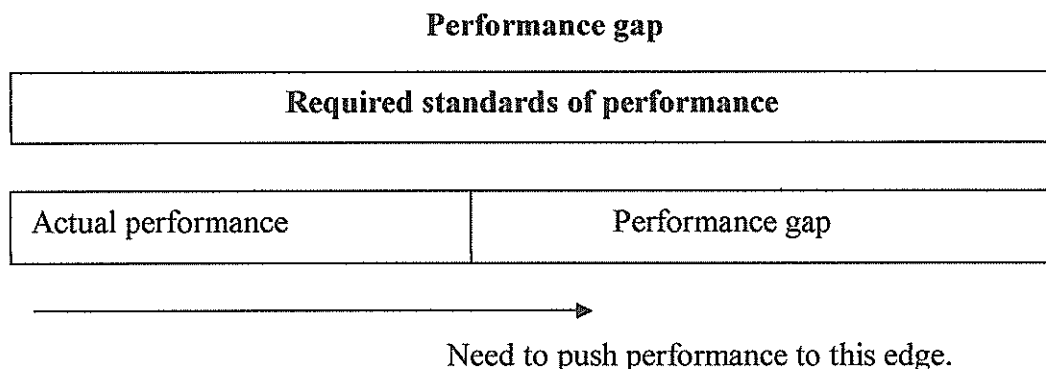 Performance gap
Required standards of performance
Actual performance
Performance gap
Need to push performance to this edge.